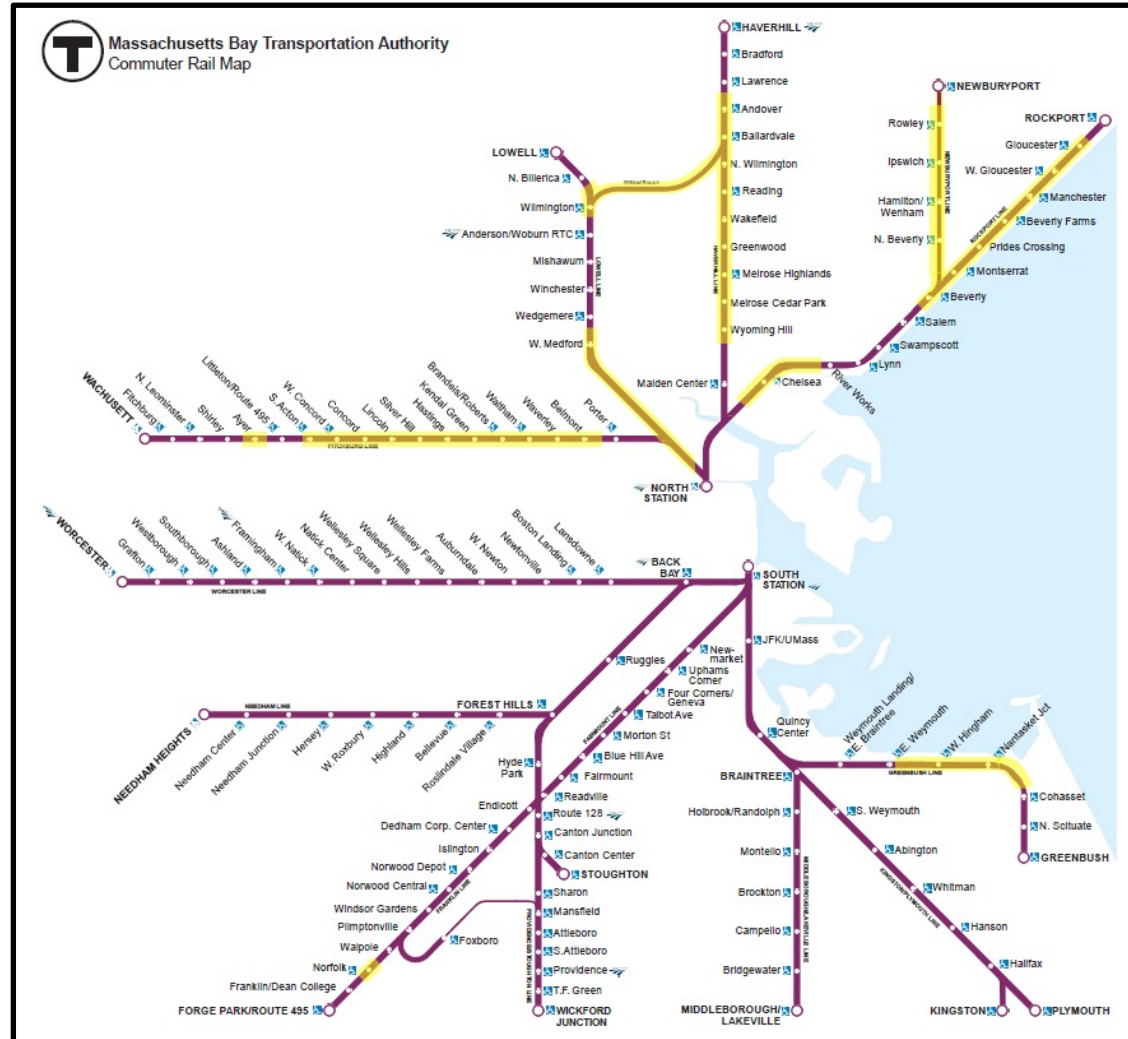 T
Massachusetts Bay Transportation Authority
Commuter Rail Map
HAVERHILL
Bradford
Lawrence
Andover
Ballardvale
N. Wilmington
Reading
Wakefield
Greenwood
Melrose Highlands
Melrose Cedar Park
Wyoming Hill
Malden Center
HAVERHILL LINE
NEWBURYPORT
Rowley
Ipswich
Hamilton/
Wenham
N. Beverly
NEWBURYPORT LINE
ROCKPORT
Gloucester
W. Gloucester
Manchester
Beverly Farms
Prides Crossing
Montserrat
ROCKPORT LINE
Beverly
Salem
Swampscott
Lynn
River Works
Chelsea
LOWELL
N. Billerica
Wilmington
Wildcat Branch
Anderson/Woburn RTC
Mishawum
Winchester
Wedgemere
W. Medford
LOWELL LINE
WACHUSETT
Fitchburg
N. Leominster
Shirley
Ayer
Littleton/Route 495
S. Acton
W. Concord
Concord
Lincoln
Silver Hill
Hastings
Kendal Green
Brandeis/Roberts
Waltham
Waverley
Belmont
Porter
FITCHBURG LINE
NORTH
STATION
WORCESTER
Grafton
Westborough
Southborough
Ashland
Framingham
W. Natick
Natick Center
Wellesley Square
Wellesley Hills
Wellesley Farms
Auburndale
W. Newton
Newtonville
Boston Landing
Lansdowne
WORCESTER LINE
BACK
BAY
SOUTH
STATION
JFK/UMass
Ruggles
New-
market
Uphams
Corner
Four Corners/
Geneva
Talbot Ave
Morton St
Blue Hill Ave
Fairmount
FAIRMOUNT LINE
Readville
NEEDHAM LINE
FOREST HILLS
NEEDHAM HEIGHTS
Needham Center
Needham Junction
Hersey
W. Roxbury
Highland
Bellevue
Roslindale Village
Hyde
Park
Endicott
Dedham Corp. Center
Islington
Norwood Depot
Norwood Central
Windsor Gardens
Plimptonville
Walpole
Norfolk
Franklin/Dean College
FORGE PARK/ROUTE 495
FRANKLIN LINE
Foxboro
Route 128
Canton Junction
Canton Center
STOUGHTON
Sharon
Mansfield
Attleboro
S.Attleboro
Providence
T.F. Green
WICKFORD
JUNCTION
PROVIDENCE/STOUGHTON LINE
Quincy
Center
BRAINTREE
Weymouth Landing/
E. Braintree
E. Weymouth
W. Hingham
Nantasket Jct
GREENBUSH LINE
Cohasset
N. Scituate
GREENBUSH
Holbrook/Randolph
Montello
Brockton
Campello
Bridgewater
MIDDLEBOROUGH/
LAKEVILLE
MIDDLEBOROUGH/LAKEVILLE LINE
S. Weymouth
Abington
Whitman
Hanson
Halifax
KINGSTON/PLYMOUTH LINE
KINGSTON
PLYMOUTH